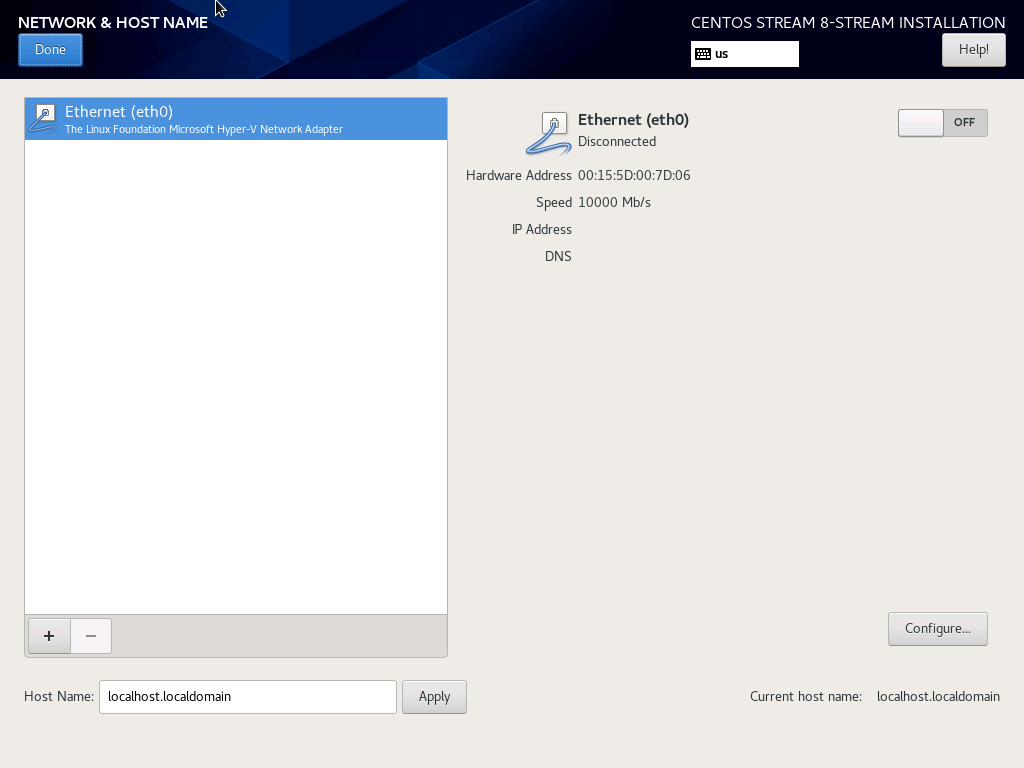 NETWORK & HOST NAME
CENTOS STREAM 8-STREAM INSTALLATION
Done
us
Help!
Ethernet (eth0)
The Linux Foundation Microsoft Hyper-V Network Adapter
Ethernet (eth0)
Disconnected
OFF
Hardware Address 00:15:5D:00:7D:06
Speed 10000 Mb/s
IP Address
DNS
+ −
Configure...
Host Name: localhost.localdomain Apply
Current host name: localhost.localdomain